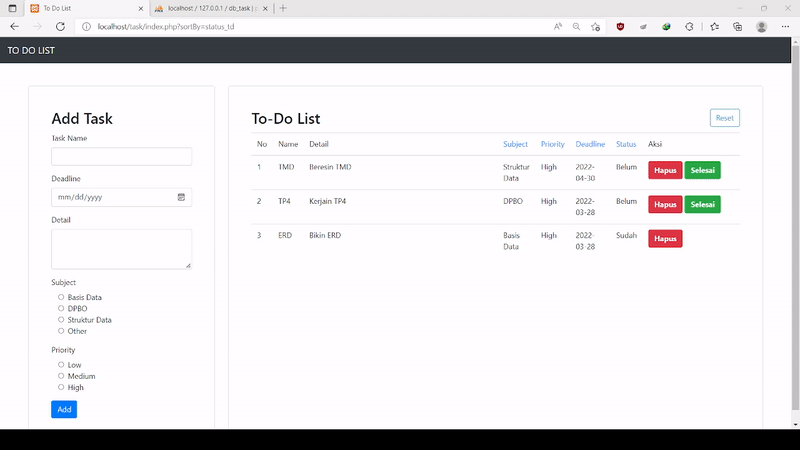 To Do List
localhost / 127.0.0.1 / db_task | p
localhost/task/index.php?sortBy=status_td
TO DO LIST
Add Task
Task Name
Deadline
mm/dd/yyyy
Detail
Subject
Basis Data
DPBO
Struktur Data
Other
Priority
Low
Medium
High
Add
To-Do List
Reset
No Name Detail Subject Priority Deadline Status Aksi
1 TMD Beresin TMD Struktur Data High 2022-04-30 Belum Hapus Selesai
2 TP4 Kerjain TP4 DPBO High 2022-03-28 Belum Hapus Selesai
3 ERD Bikin ERD Basis Data High 2022-03-28 Sudah Hapus